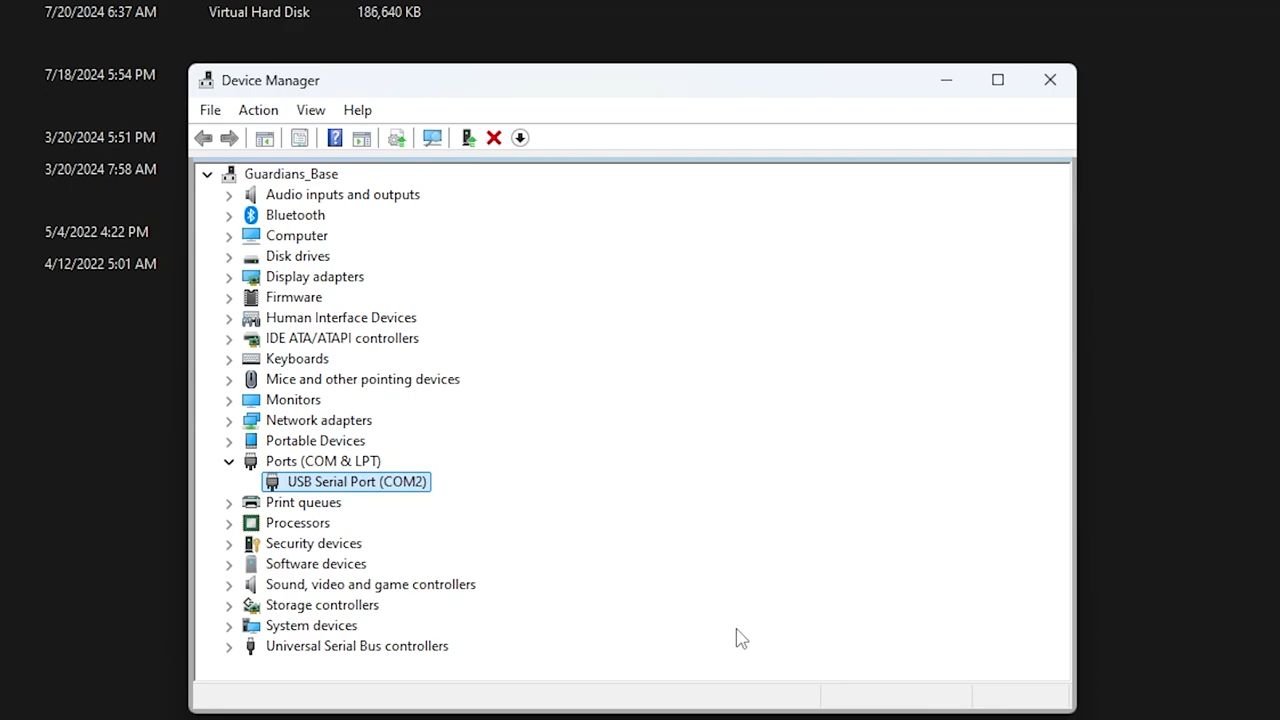 7/20/2024 6:37 AM Virtual Hard Disk 186,640 KB
7/18/2024 5:54 PM
3/20/2024 5:51 PM
3/20/2024 7:58 AM
5/4/2022 4:22 PM
4/12/2022 5:01 AM
Device Manager
File Action View Help
Guardians_Base
Audio inputs and outputs
Bluetooth
Computer
Disk drives
Display adapters
Firmware
Human Interface Devices
IDE ATA/ATAPI controllers
Keyboards
Mice and other pointing devices
Monitors
Network adapters
Portable Devices
Ports (COM & LPT)
USB Serial Port (COM2)
Print queues
Processors
Security devices
Software devices
Sound, video and game controllers
Storage controllers
System devices
Universal Serial Bus controllers